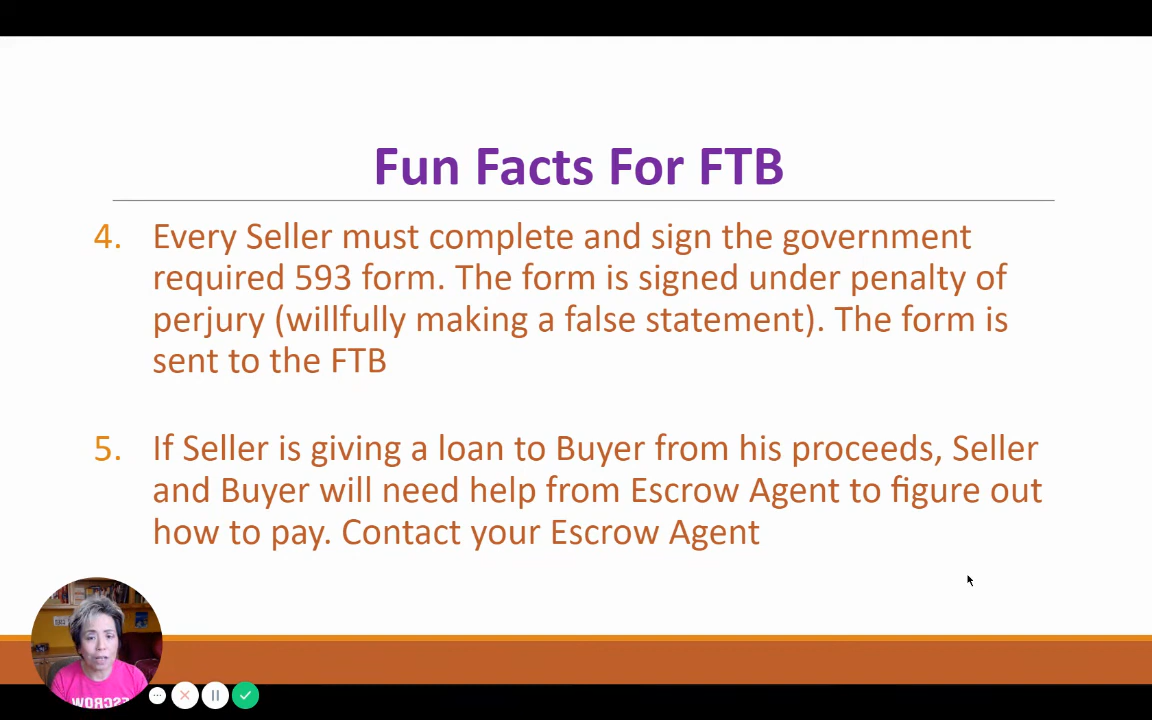 Fun Facts For FTB
4. Every Seller must complete and sign the government
required 593 form. The form is signed under penalty of
perjury (willfully making a false statement). The form is
sent to the FTB
5. If Seller is giving a loan to Buyer from his proceeds, Seller
and Buyer will need help from Escrow Agent to figure out
how to pay. Contact your Escrow Agent
ESCROW